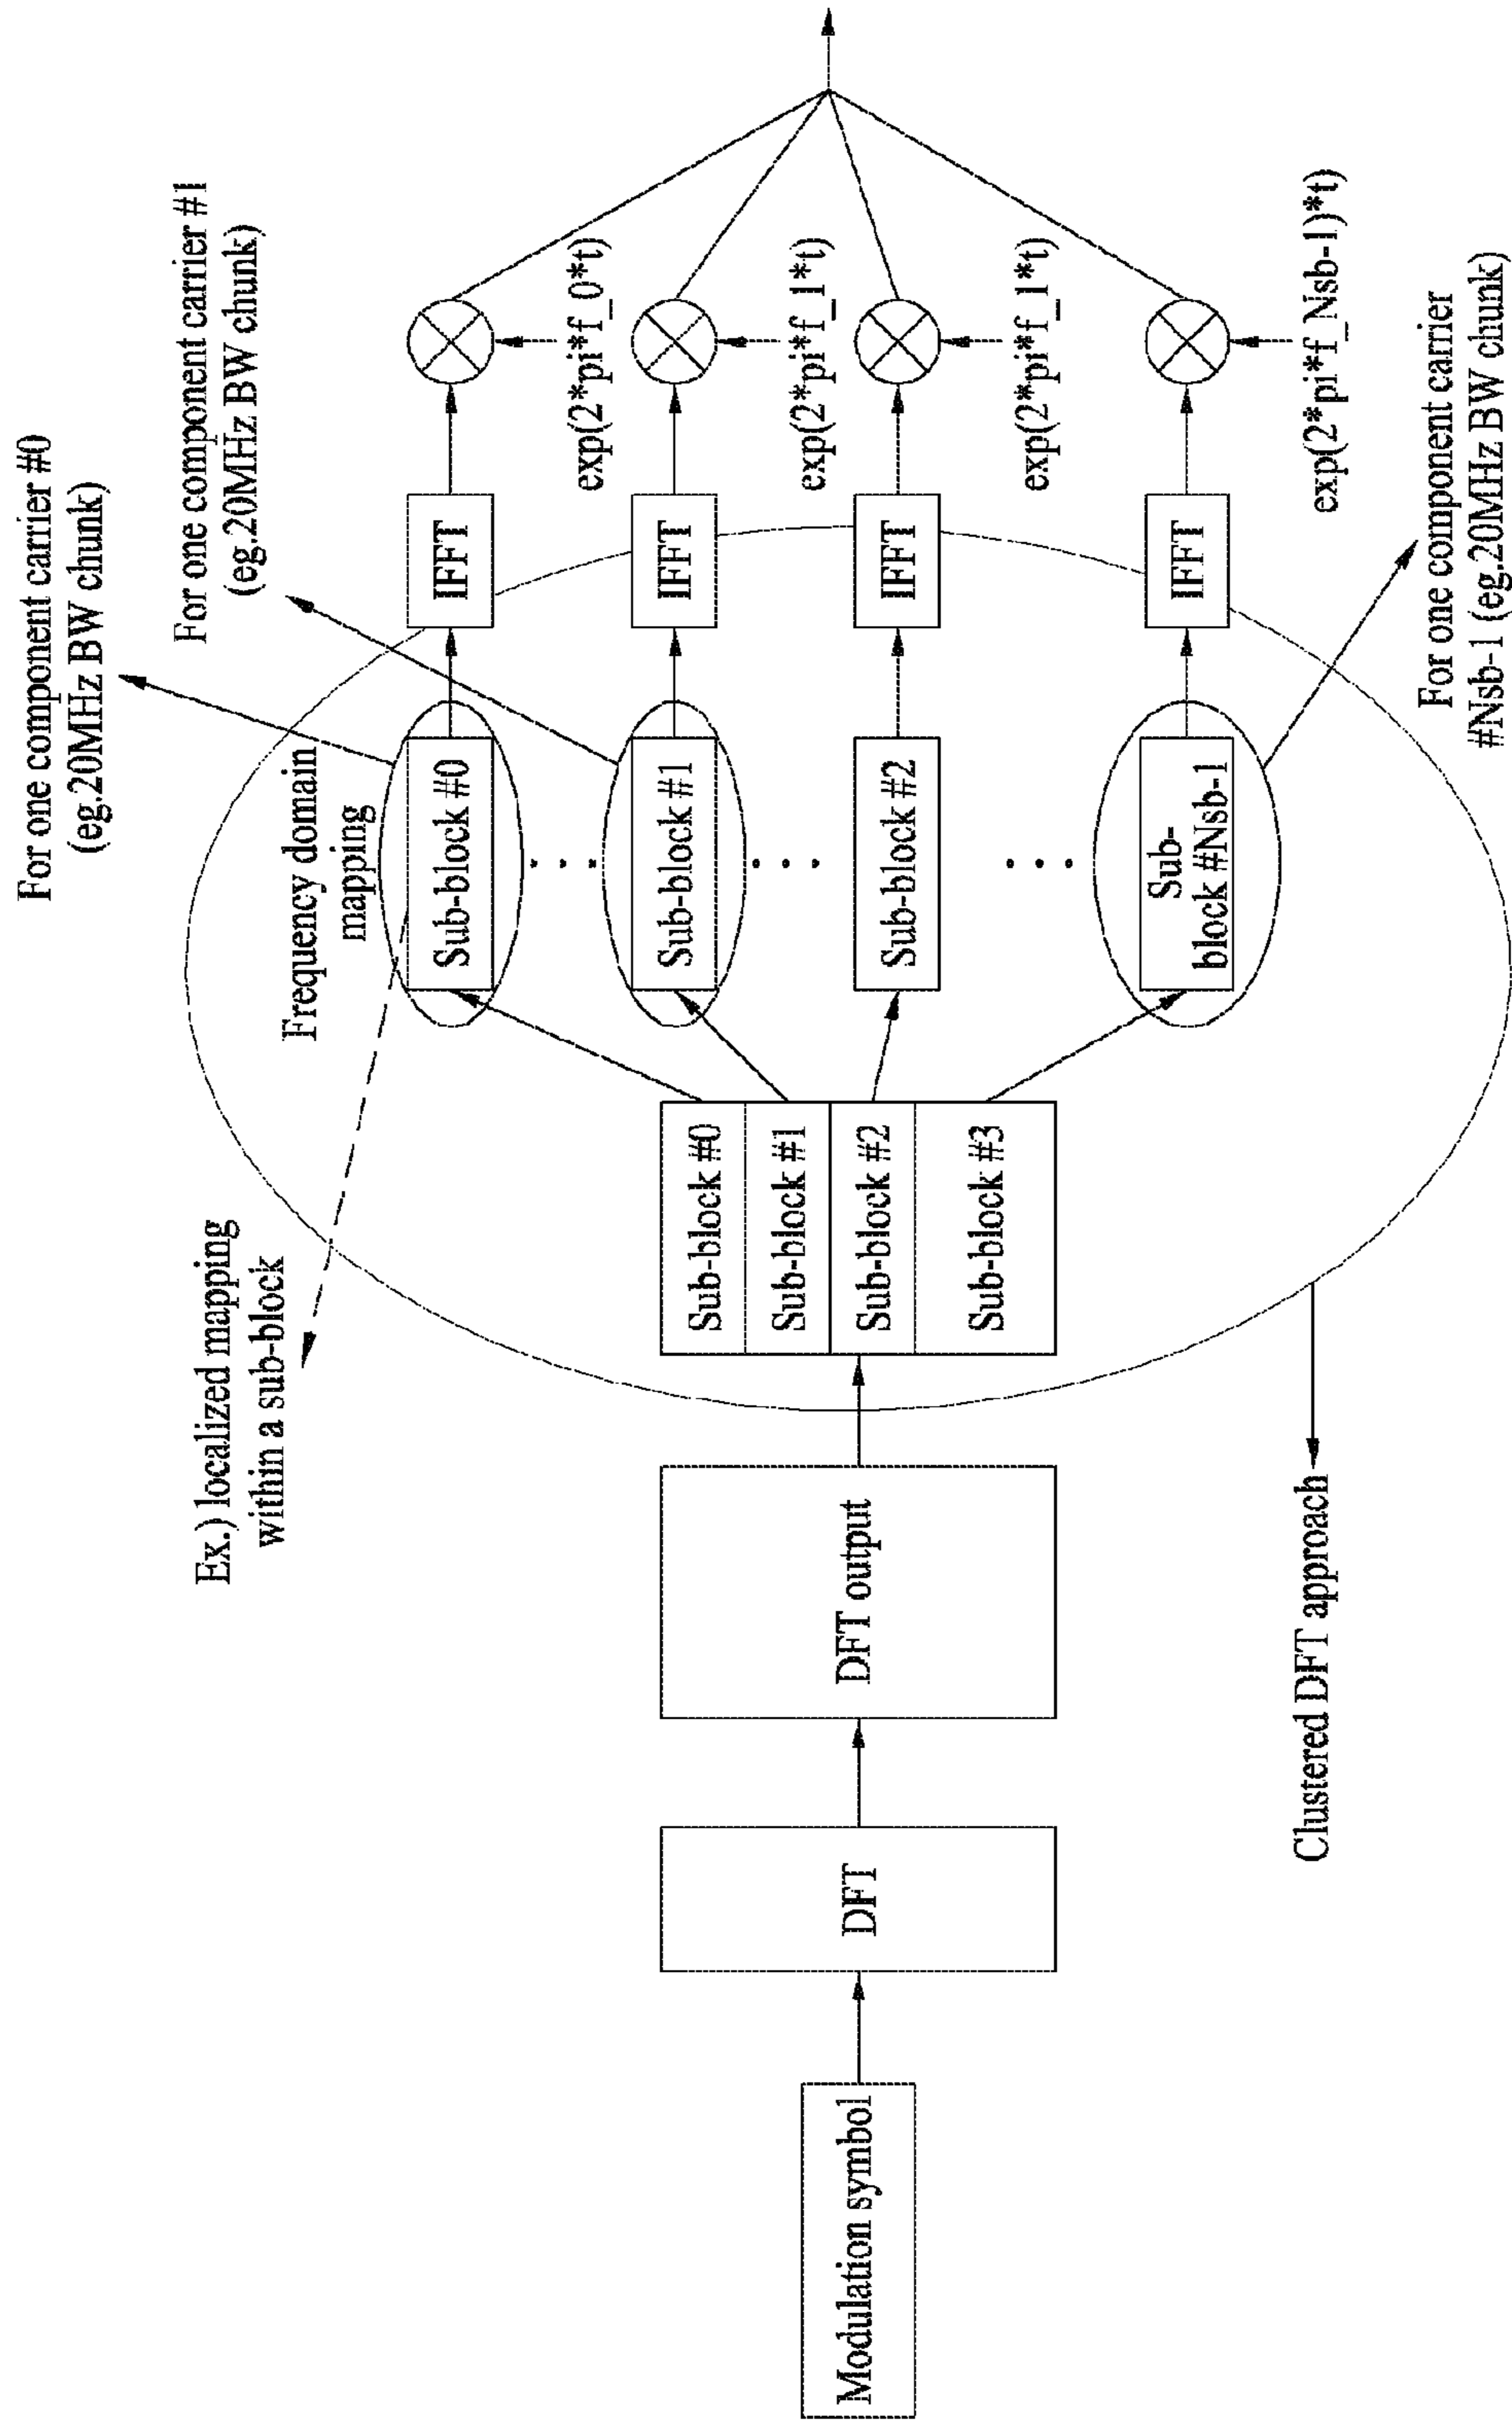 For one component carrier #0
(eg.20MHz BW chunk)
For one component carrier #1
(eg.20MHz BW chunk)
Ex.) localized mapping
within a sub-block
Frequency domain
mapping
Modulation symbol
DFT
DFT output
Sub-block #0
Sub-block #1
Sub-block #2
Sub-block #3
Sub-block #0
IFFT
exp(2*pi*f_0*t)
Sub-block #1
IFFT
exp(2*pi*f_1*t)
Sub-block #2
IFFT
exp(2*pi*f_1*t)
Sub-
block #Nsb-1
IFFT
exp(2*pi*f_Nsb-1)*t)
Clustered DFT approach
For one component carrier
#Nsb-1 (eg.20MHz BW chunk)